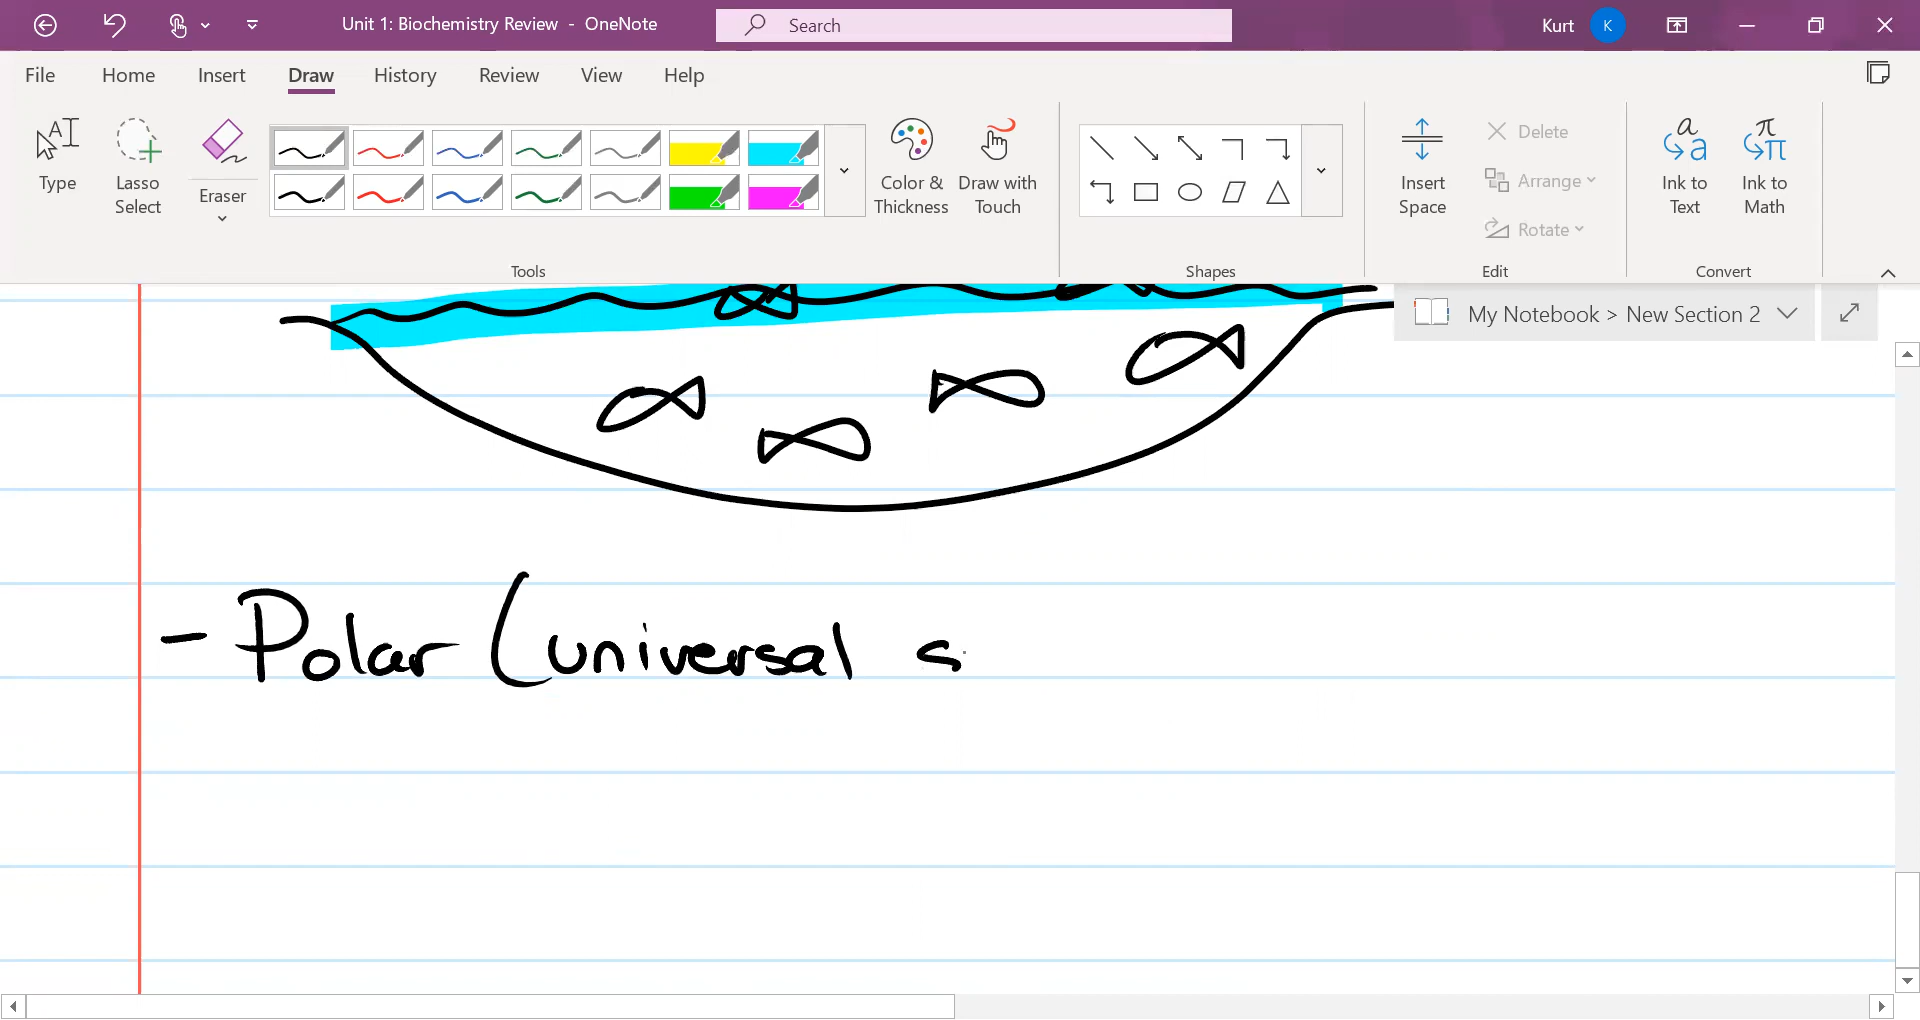 Unit 1: Biochemistry Review - OneNote
Search
Kurt
K
File Home Insert Draw History Review View Help
Type
Lasso Select
Eraser
Color & Thickness
Draw with Touch
Insert Space
Delete
Arrange
Rotate
Ink to Text
Ink to Math
Tools
Shapes
Edit
Convert
My Notebook > New Section 2
- Polar (universal s